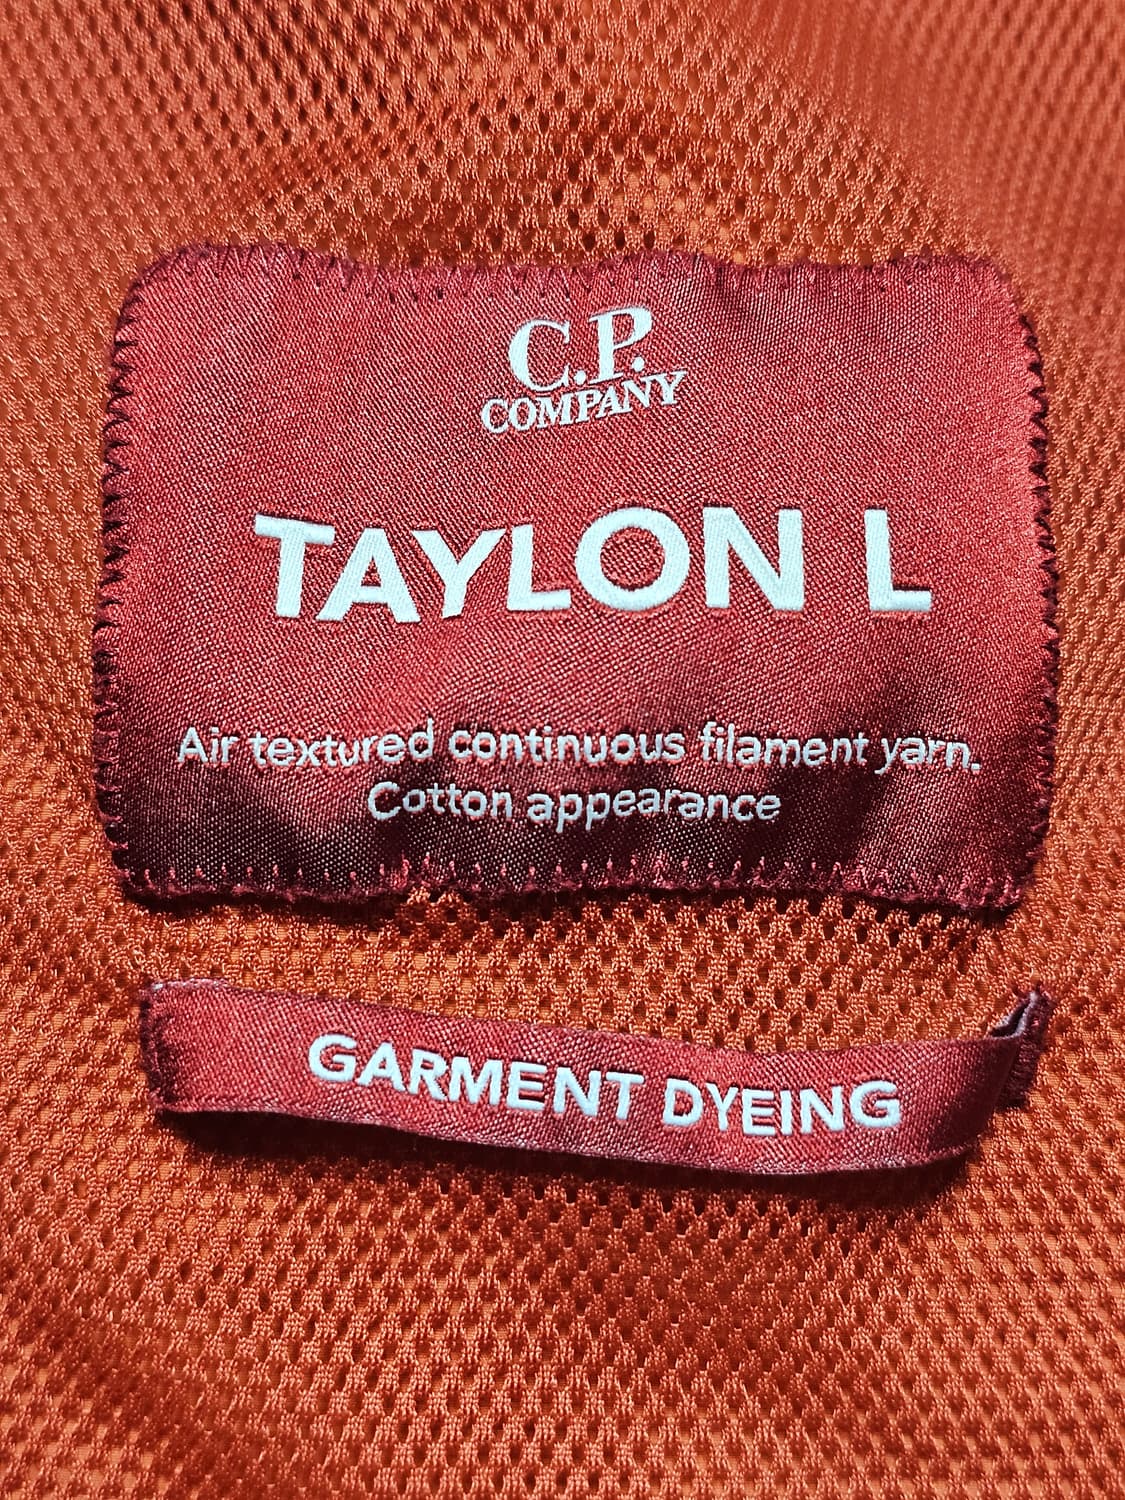 C.P.
COMPANY
TAYLON L
Air textured continuous filament yarn.
Cotton appearance
GARMENT DYEING